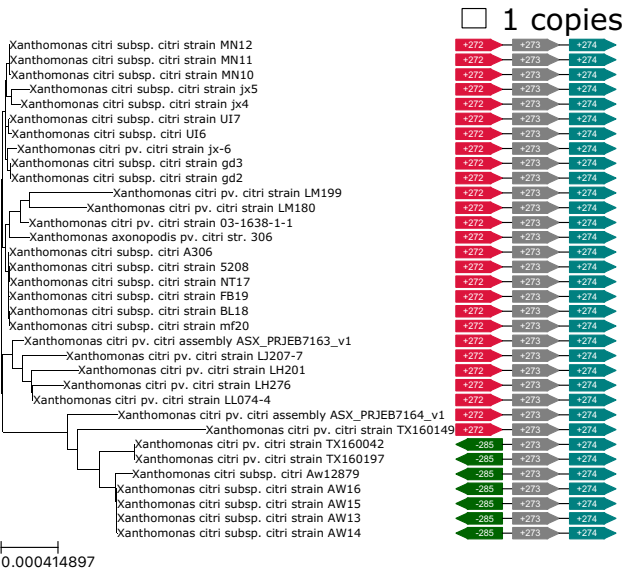 1 copies
Xanthomonas citri subsp. citri strain MN12 +272 +273 +274
Xanthomonas citri subsp. citri strain MN11 +272 +273 +274
Xanthomonas citri subsp. citri strain MN10 +272 +273 +274
Xanthomonas citri subsp. citri strain jx5 +272 +273 +274
Xanthomonas citri subsp. citri strain jx4 +272 +273 +274
Xanthomonas citri subsp. citri strain UI7 +272 +273 +274
Xanthomonas citri subsp. citri UI6 +272 +273 +274
Xanthomonas citri pv. citri strain jx-6 +272 +273 +274
Xanthomonas citri subsp. citri strain gd3 +272 +273 +274
Xanthomonas citri subsp. citri strain gd2 +272 +273 +274
Xanthomonas citri pv. citri strain LM199 +272 +273 +274
Xanthomonas citri pv. citri strain LM180 +272 +273 +274
Xanthomonas citri pv. citri strain 03-1638-1-1 +272 +273 +274
Xanthomonas axonopodis pv. citri str. 306 +272 +273 +274
Xanthomonas citri subsp. citri A306 +272 +273 +274
Xanthomonas citri subsp. citri strain 5208 +272 +273 +274
Xanthomonas citri subsp. citri strain NT17 +272 +273 +274
Xanthomonas citri subsp. citri strain FB19 +272 +273 +274
Xanthomonas citri subsp. citri strain BL18 +272 +273 +274
Xanthomonas citri subsp. citri strain mf20 +272 +273 +274
Xanthomonas citri pv. citri assembly ASX_PRJEB7163_v1 +272 +273 +274
Xanthomonas citri pv. citri strain LJ207-7 +272 +273 +274
Xanthomonas citri pv. citri strain LH201 +272 +273 +274
Xanthomonas citri pv. citri strain LH276 +272 +273 +274
Xanthomonas citri pv. citri strain LL074-4 +272 +273 +274
Xanthomonas citri pv. citri assembly ASX_PRJEB7164_v1 +272 +273 +274
Xanthomonas citri pv. citri strain TX160149 +272 +273 +274
Xanthomonas citri pv. citri strain TX160042 -285 +273 +274
Xanthomonas citri pv. citri strain TX160197 -285 +273 +274
Xanthomonas citri subsp. citri Aw12879 -285 +273 +274
Xanthomonas citri subsp. citri strain AW16 -285 +273 +274
Xanthomonas citri subsp. citri strain AW15 -285 +273 +274
Xanthomonas citri subsp. citri strain AW13 -285 +273 +274
Xanthomonas citri subsp. citri strain AW14 -285 +273 +274
0.000414897